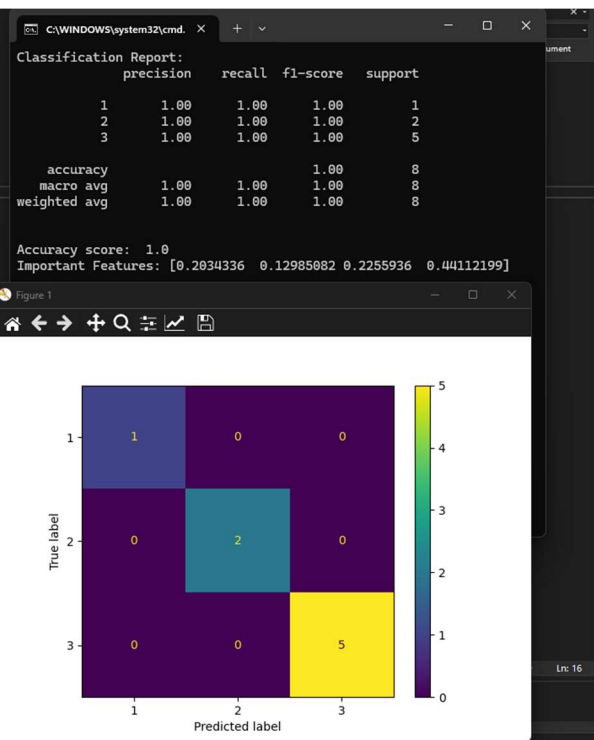 C:\WINDOWS\system32\cmd.
ument
Classification Report:
precision recall f1-score support
1 1.00 1.00 1.00 1
2 1.00 1.00 1.00 2
3 1.00 1.00 1.00 5
accuracy 1.00 8
macro avg 1.00 1.00 1.00 8
weighted avg 1.00 1.00 1.00 8
Accuracy score: 1.0
Important Features: [0.2034336 0.12985082 0.2255936 0.44112199]
Figure 1
5
1 1 0 0
4
3
True label
2 0 2 0
2
3 0 0 5
1
0
1 2 3
Predicted label
Ln: 16